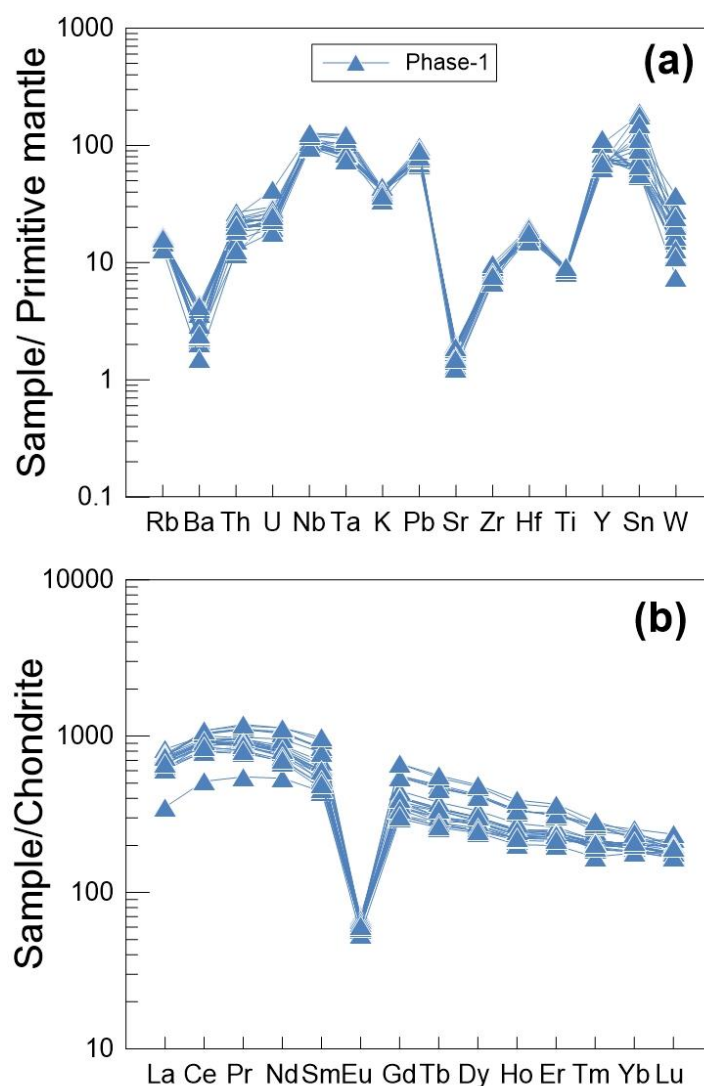 (a)
Phase-1
Sample/ Primitive mantle
1000
100
10
1
0.1
Rb Ba Th U Nb Ta K Pb Sr Zr Hf Ti Y Sn W
(b)
Sample/Chondrite
10000
1000
100
10
La Ce Pr Nd Sm Eu Gd Tb Dy Ho Er Tm Yb Lu